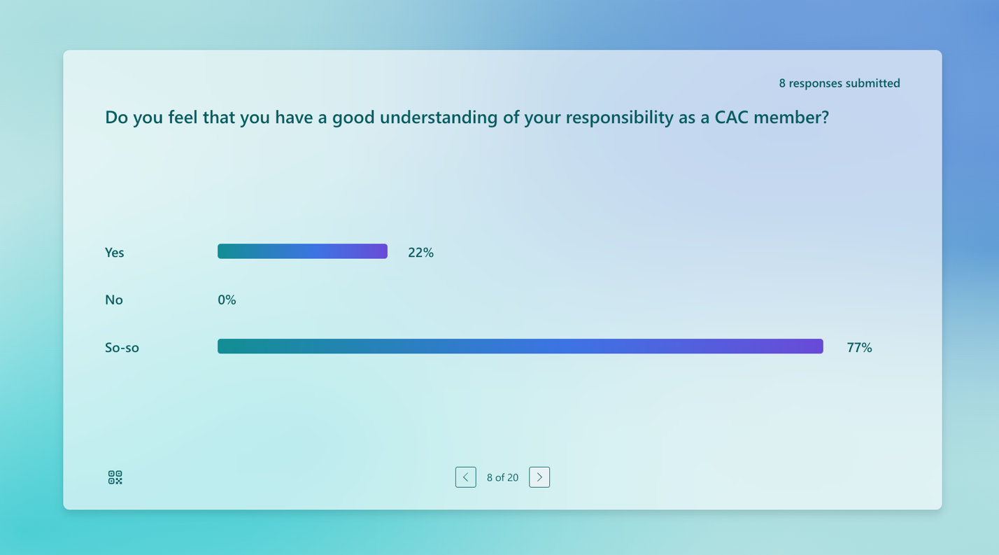 8 responses submitted
Do you feel that you have a good understanding of your responsibility as a CAC member?
Yes 22%
No 0%
So-so 77%
8 of 20